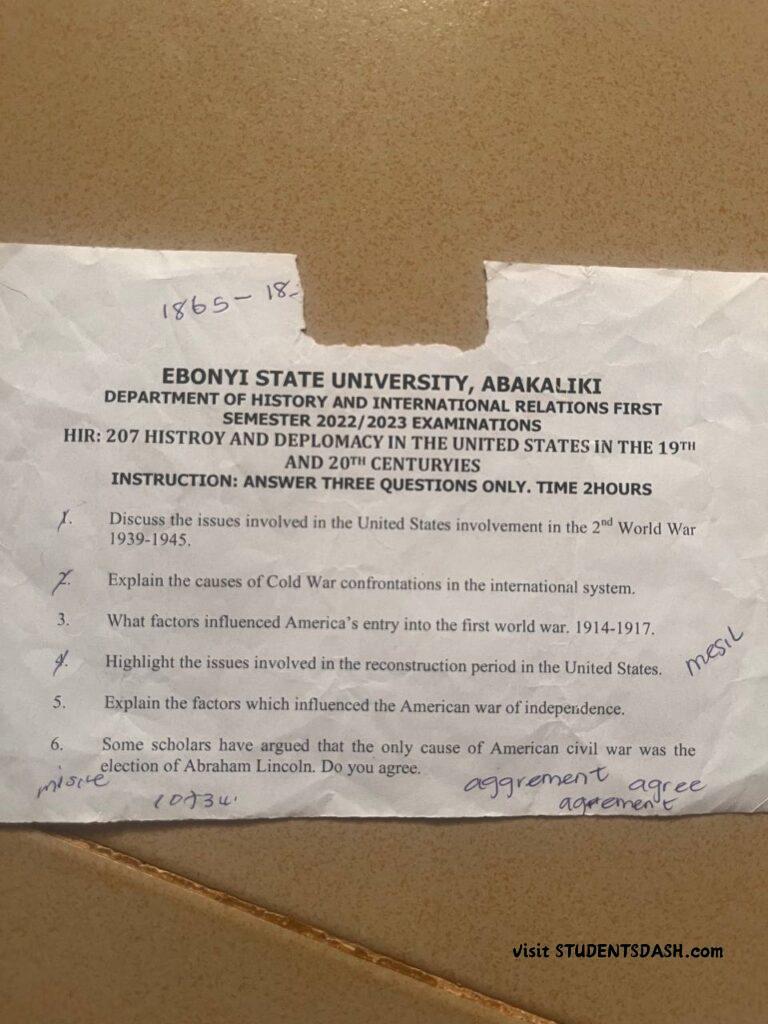 1865 - 18
EBONYI STATE UNIVERSITY, ABAKALIKI
DEPARTMENT OF HISTORY AND INTERNATIONAL RELATIONS FIRST
SEMESTER 2022/2023 EXAMINATIONS
HIR: 207 HISTROY AND DEPLOMACY IN THE UNITED STATES IN THE 19TH
AND 20TH CENTURYIES
INSTRUCTION: ANSWER THREE QUESTIONS ONLY. TIME 2HOURS
1. Discuss the issues involved in the United States involvement in the 2nd World War
1939-1945.
2. Explain the causes of Cold War confrontations in the international system.
3. What factors influenced America's entry into the first world war. 1914-1917.
4. Highlight the issues involved in the reconstruction period in the United States.
mesil
5. Explain the factors which influenced the American war of independence.
6. Some scholars have argued that the only cause of American civil war was the
election of Abraham Lincoln. Do you agree.
misile
aggrement agree
agreement
visit STUDENTSDASH.com